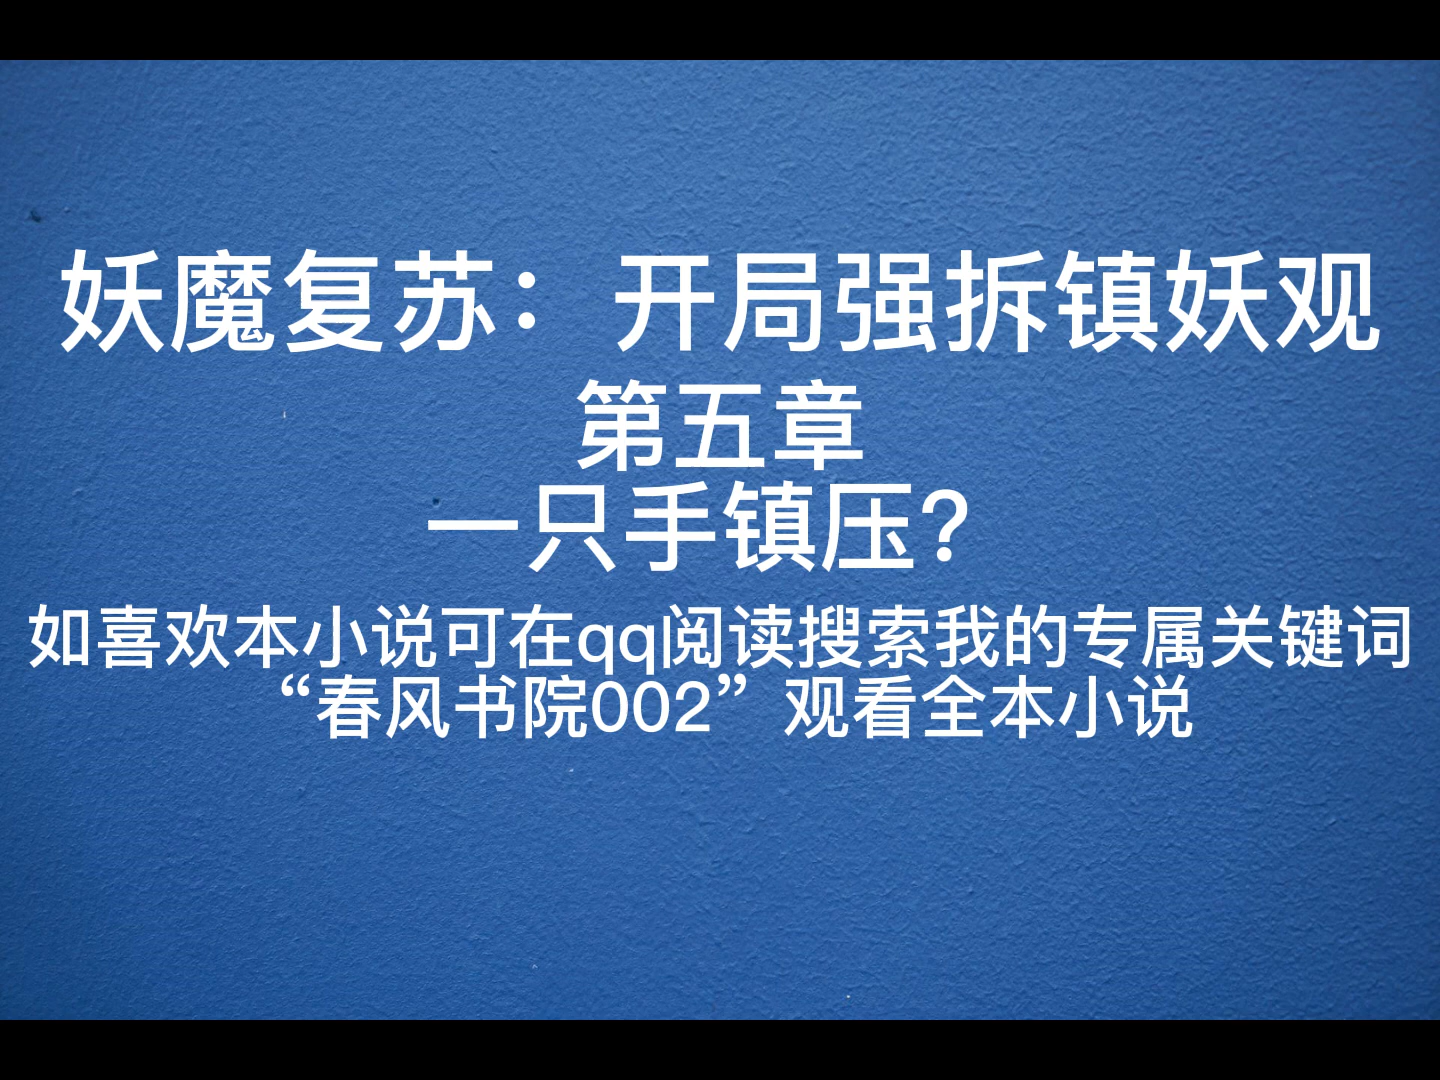 妖魔复苏：开局强拆镇妖观
第五章
一只手镇压？
如喜欢本小说可在qq阅读搜索我的专属关键词
“春风书院002”观看全本小说